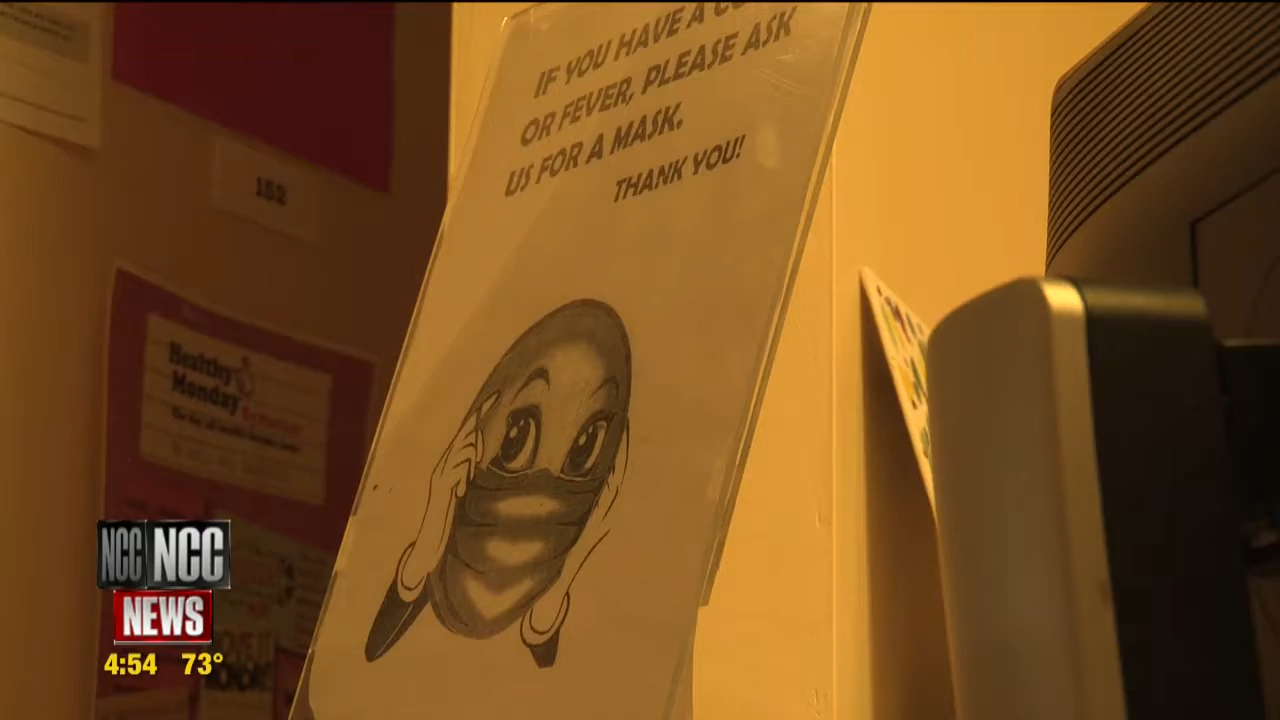 IF YOU HAVE A
OR FEVER, PLEASE ASK
US FOR A MASK.
THANK YOU!
152
Healthy
Monday
NCC NCC
NEWS
4:54 73°